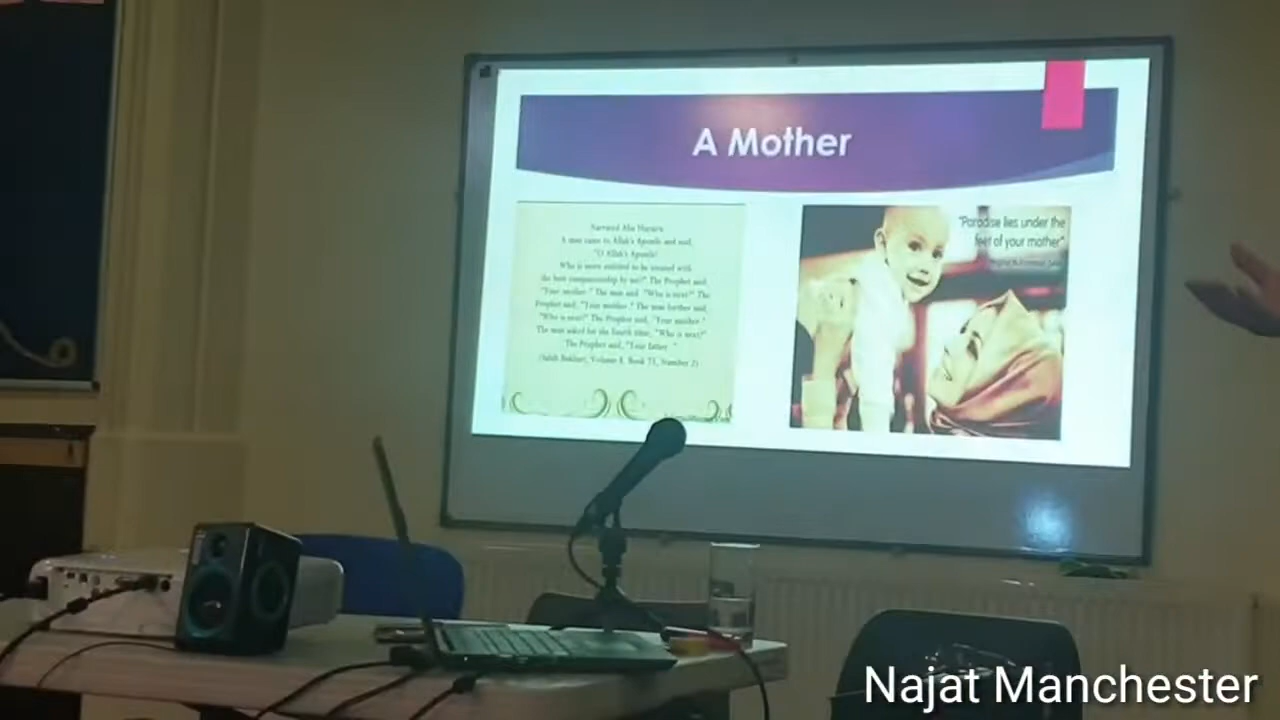 A Mother
Narrated Abu Huraira
A man came to Allah's Apostle and said,
"O Allah's Apostle!
Who is more entitled to be treated with
the best companionship by me?" The Prophet said,
"Your mother." The man said. "Who is next?" The
Prophet said, "Your mother." The man further said,
"Who is next?" The Prophet said, "Your mother."
The man asked for the fourth time, "Who is next?"
The Prophet said, "Your father."
(Sahih Bukhari, Volume 8, Book 73, Number 2)
"Paradise lies under the
feet of your mother"
Najat Manchester